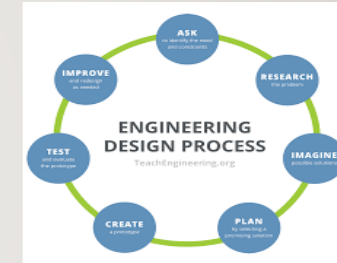 ASK
to identify the need
and constraints
RESEARCH
the problem
IMAGINE
possible solutions
PLAN
by selecting a
promising solution
CREATE
a prototype
TEST
and evaluate
the prototype
IMPROVE
and redesign
as needed
ENGINEERING
DESIGN PROCESS
TeachEngineering.org